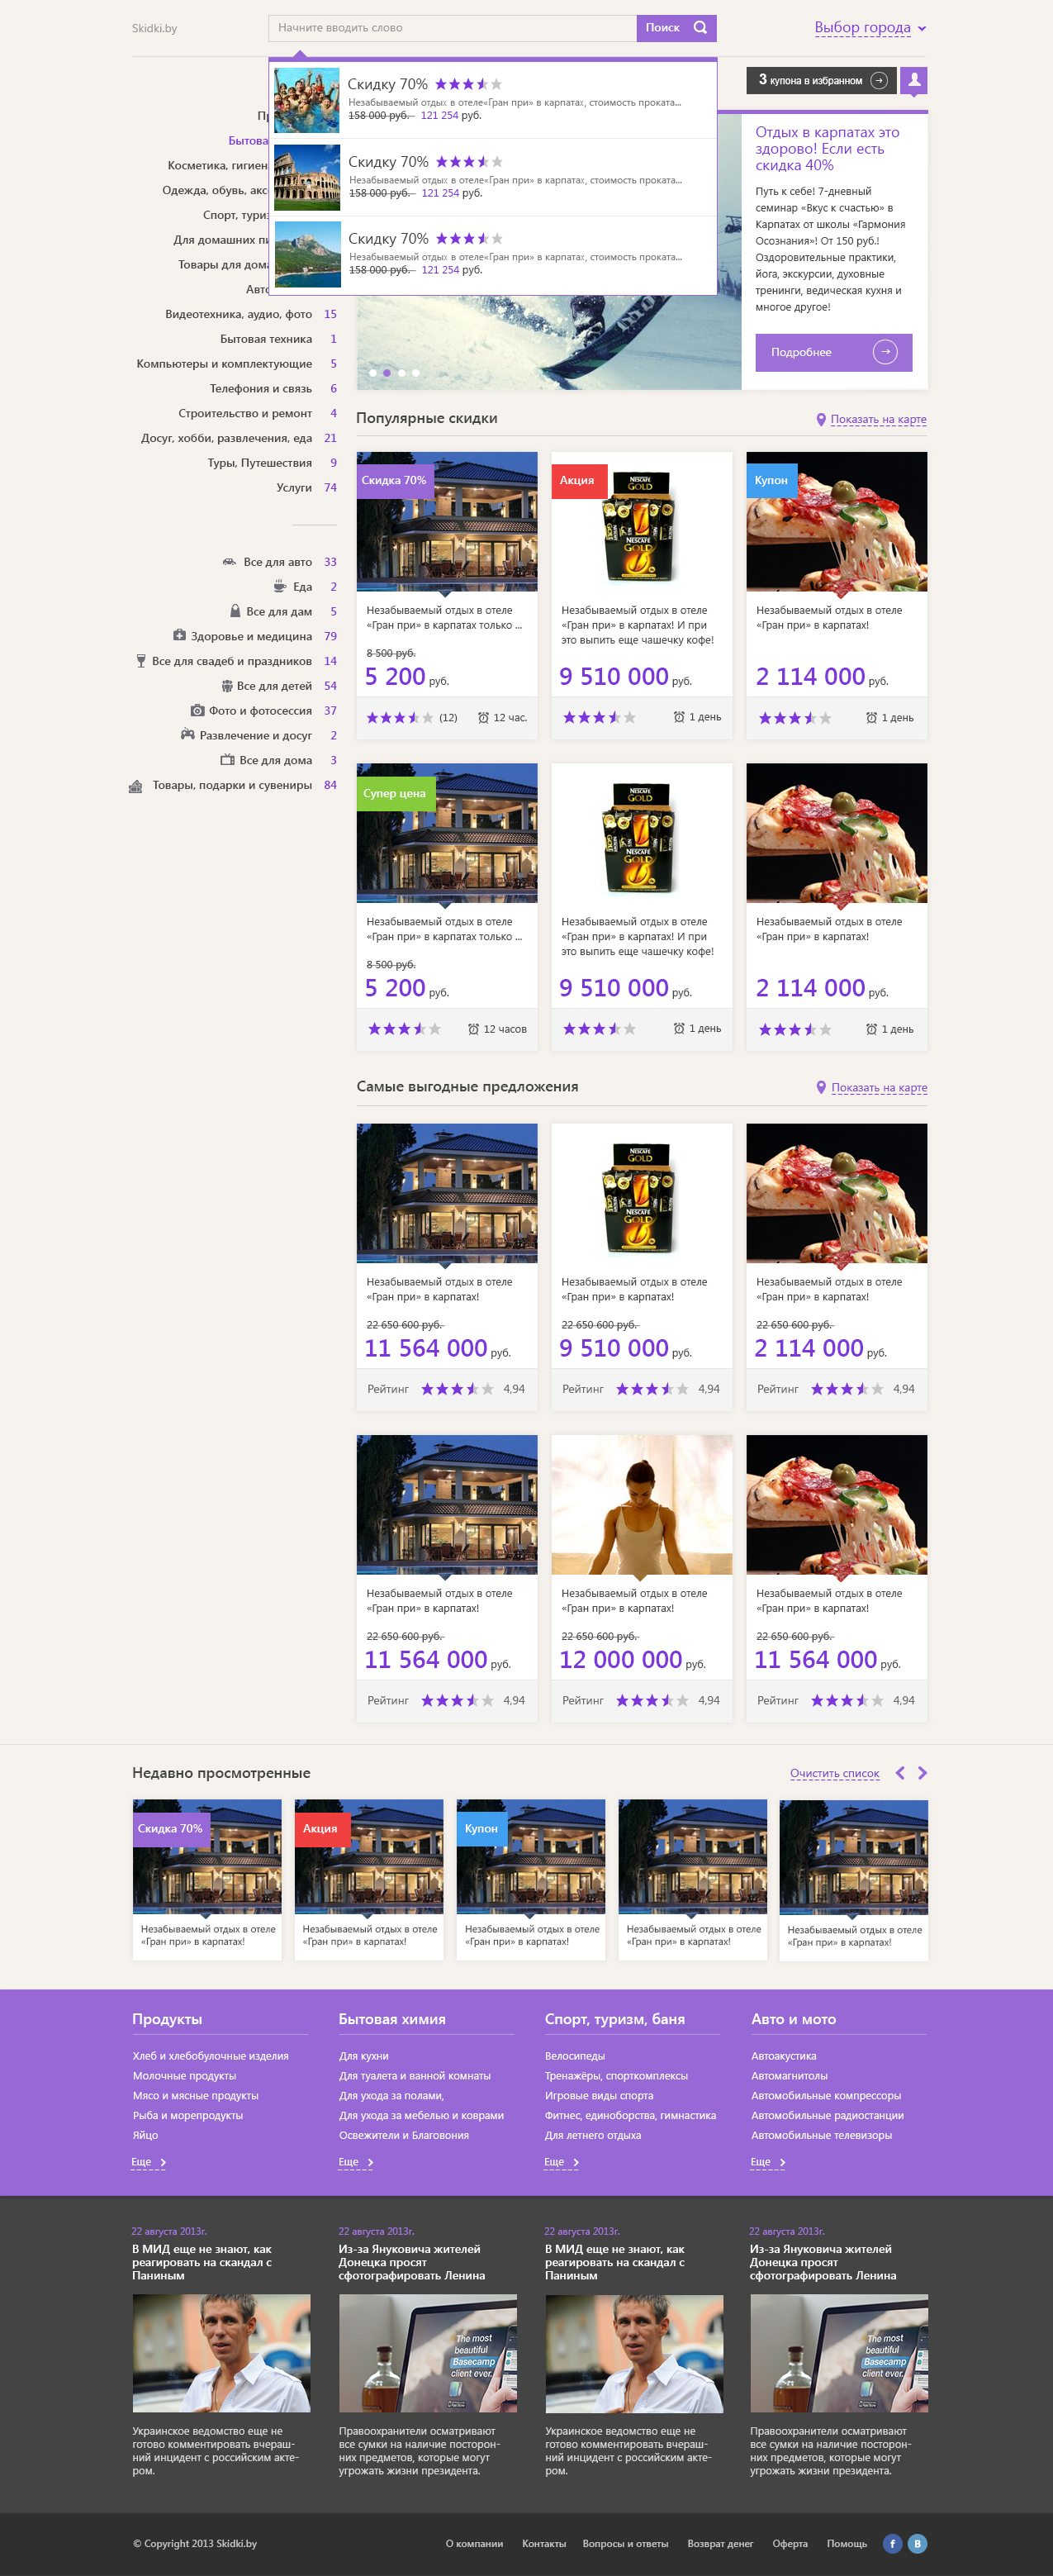 Skidki.by
Начните вводить слово
Поиск
Выбор города
3 купона в избранном
Скидку 70%
Незабываемый отдых в отеле«Гран при» в карпатах, стоимость проката...
158 000 руб. 121 254 руб.
Скидку 70%
Незабываемый отдых в отеле«Гран при» в карпатах, стоимость проката...
158 000 руб. 121 254 руб.
Скидку 70%
Незабываемый отдых в отеле«Гран при» в карпатах, стоимость проката...
158 000 руб. 121 254 руб.
Отдых в карпатах это
здорово! Если есть
скидка 40%
Путь к себе! 7-дневный
семинар «Вкус к счастью» в
Карпатах от школы «Гармония
Осознания»! От 150 руб.!
Оздоровительные практики,
йога, экскурсии, духовные
тренинги, ведическая кухня и
многое другое!
Подробнее
Косметика, гигиен
Одежда, обувь, аксе
Спорт, туриз
Для домашних пи
Товары для дома
Авто
Видеотехника, аудио, фото 15
Бытовая техника 1
Компьютеры и комплектующие 5
Телефония и связь 6
Строительство и ремонт 4
Досуг, хобби, развлечения, еда 21
Туры, Путешествия 9
Услуги 74
Все для авто 33
Еда 2
Все для дам 5
Здоровье и медицина 79
Все для свадеб и праздников 14
Все для детей 54
Фото и фотосессия 37
Развлечение и досуг 2
Все для дома 3
Товары, подарки и сувениры 84
Популярные скидки
Показать на карте
Скидка 70%
Незабываемый отдых в отеле
«Гран при» в карпатах только ...
8 500 руб.
5 200 руб.
(12) 12 час.
Акция
NESCAFE
GOLD
NESCAFE
GOLD
Незабываемый отдых в отеле
«Гран при» в карпатах! И при
это выпить еще чашечку кофе!
9 510 000 руб.
1 день
Купон
Незабываемый отдых в отеле
«Гран при» в карпатах!
2 114 000 руб.
1 день
Супер цена
Незабываемый отдых в отеле
«Гран при» в карпатах только ...
8 500 руб.
5 200 руб.
12 часов
NESCAFE
GOLD
NESCAFE
GOLD
Незабываемый отдых в отеле
«Гран при» в карпатах! И при
это выпить еще чашечку кофе!
9 510 000 руб.
1 день
Незабываемый отдых в отеле
«Гран при» в карпатах!
2 114 000 руб.
1 день
Самые выгодные предложения
Показать на карте
Незабываемый отдых в отеле
«Гран при» в карпатах!
22 650 600 руб.
11 564 000 руб.
Рейтинг 4,94
NESCAFE
GOLD
NESCAFE
GOLD
Незабываемый отдых в отеле
«Гран при» в карпатах!
22 650 600 руб.
9 510 000 руб.
Рейтинг 4,94
Незабываемый отдых в отеле
«Гран при» в карпатах!
22 650 600 руб.
2 114 000 руб.
Рейтинг 4,94
Незабываемый отдых в отеле
«Гран при» в карпатах!
22 650 600 руб.
11 564 000 руб.
Рейтинг 4,94
Незабываемый отдых в отеле
«Гран при» в карпатах!
22 650 600 руб.
12 000 000 руб.
Рейтинг 4,94
Незабываемый отдых в отеле
«Гран при» в карпатах!
22 650 600 руб.
11 564 000 руб.
Рейтинг 4,94
Недавно просмотренные
Очистить список
Скидка 70%
Незабываемый отдых в отеле
«Гран при» в карпатах!
Акция
Незабываемый отдых в отеле
«Гран при» в карпатах!
Купон
Незабываемый отдых в отеле
«Гран при» в карпатах!
Незабываемый отдых в отеле
«Гран при» в карпатах!
Незабываемый отдых в отеле
«Гран при» в карпатах!
Продукты
Хлеб и хлебобулочные изделия
Молочные продукты
Мясо и мясные продукты
Рыба и морепродукты
Яйцо
Еще
Бытовая химия
Для кухни
Для туалета и ванной комнаты
Для ухода за полами,
Для ухода за мебелью и коврами
Освежители и Благовония
Еще
Спорт, туризм, баня
Велосипеды
Тренажёры, спорткомплексы
Игровые виды спорта
Фитнес, единоборства, гимнастика
Для летнего отдыха
Еще
Авто и мото
Автоакустика
Автомагнитолы
Автомобильные компрессоры
Автомобильные радиостанции
Автомобильные телевизоры
Еще
22 августа 2013г.
В МИД еще не знают, как
реагировать на скандал с
Паниным
Украинское ведомство еще не
готово комментировать вчераш-
ний инцидент с российским акте-
ром.
22 августа 2013г.
Из-за Януковича жителей
Донецка просят
сфотографировать Ленина
The most
beautiful
Basecamp
client ever.
Правоохранители осматривают
все сумки на наличие посторон-
них предметов, которые могут
угрожать жизни президента.
22 августа 2013г.
В МИД еще не знают, как
реагировать на скандал с
Паниным
Украинское ведомство еще не
готово комментировать вчераш-
ний инцидент с российским акте-
ром.
22 августа 2013г.
Из-за Януковича жителей
Донецка просят
сфотографировать Ленина
The most
beautiful
Basecamp
client ever.
Правоохранители осматривают
все сумки на наличие посторон-
них предметов, которые могут
угрожать жизни президента.
© Copyright 2013 Skidki.by
О компании Контакты Вопросы и ответы Возврат денег Оферта Помощь f В